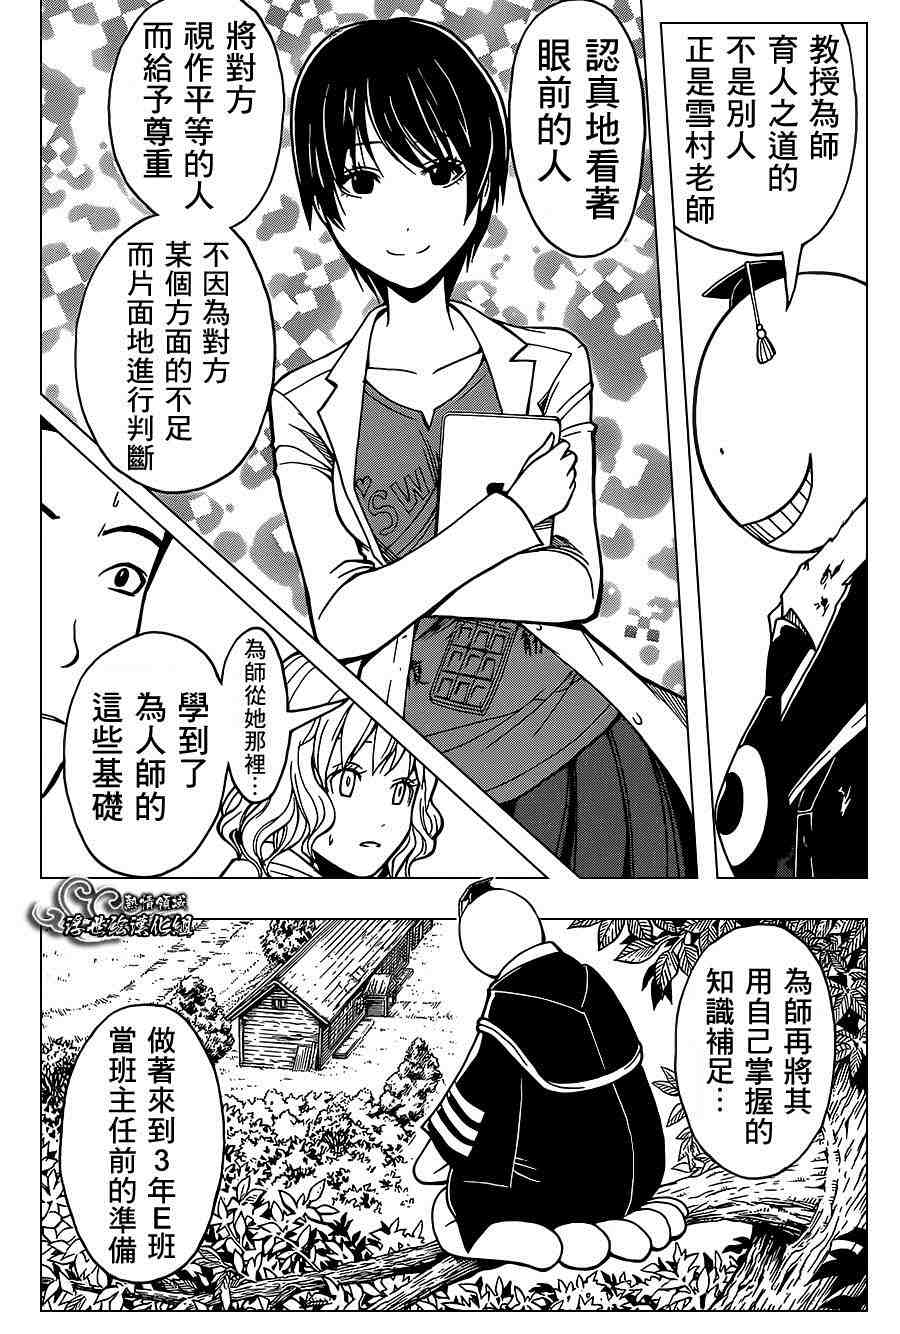 教授為師
育人之道的
不是別人
正是雪村老師
認真地看著
眼前的人
將對方
視作平等的人
而給予尊重
不因為對方
某個方面的不足
而片面地進行判斷
SW
為師從她那裡…
學到了
為人師的
這些基礎
熱情領域
為師再將其
用自己掌握的
知識補足…
做著來到3年E班
當班主任前的準備